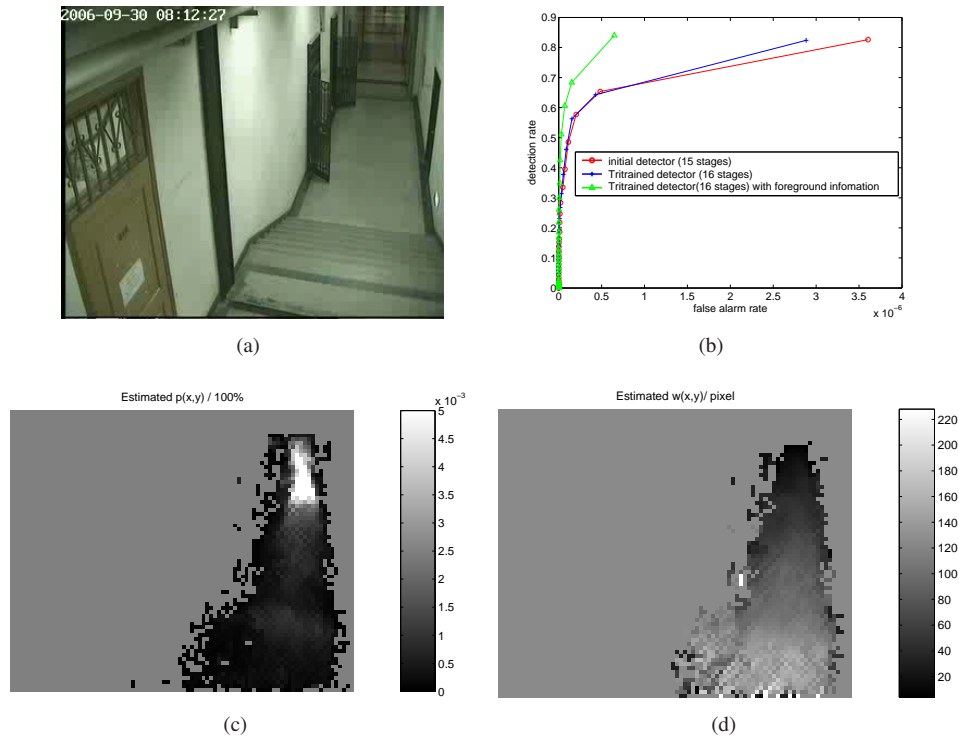 2006-09-30 08:12:27
(a)
0.9
0.8
0.7
0.6
0.5
0.4
0.3
0.2
0.1
0
detection rate
initial detector (15 stages)
Tritrained detector (16 stages)
Tritrained detector(16 stages) with foreground infomation
0 0.5 1 1.5 2 2.5 3 3.5 4
false alarm rate
x 10⁻⁶
(b)
Estimated p(x,y) / 100%
x 10⁻³
5
4.5
4
3.5
3
2.5
2
1.5
1
0.5
0
(c)
Estimated w(x,y)/ pixel
220
200
180
160
140
120
100
80
60
40
20
(d)